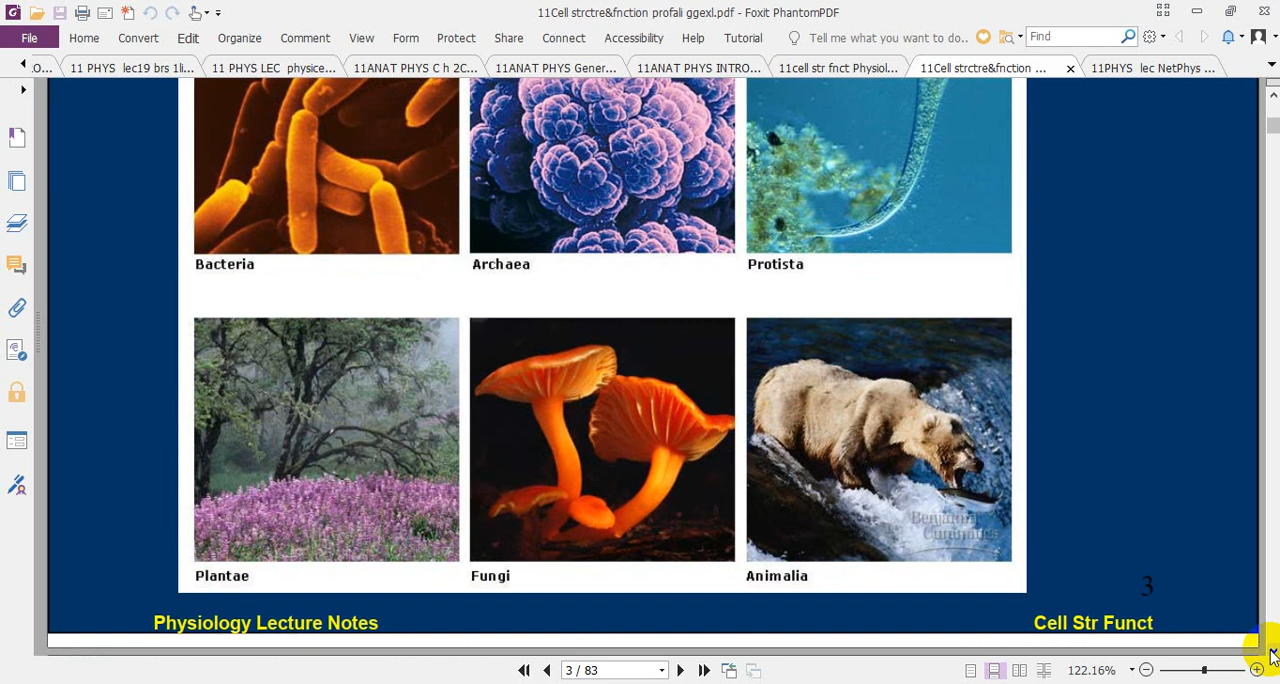 11Cell strctre&fnction profali ggexl.pdf - Foxit PhantomPDF
File Home Convert Edit Organize Comment View Form Protect Share Connect Accessibility Help Tutorial Tell me what you want to do.. Find
O... 11 PHYS lec19 brs 1li... 11 PHYS LEC physice... 11ANAT PHYS C h 2C... 11ANAT PHYS Gener... 11ANAT PHYS INTRO... 11cell str fnct Physiol... 11Cell strctre&fnction ... 11PHYS lec NetPhys ...
Bacteria Archaea Protista
Benjamin
Cummings
Plantae Fungi Animalia
3
Physiology Lecture Notes Cell Str Funct
3 / 83 122.16%